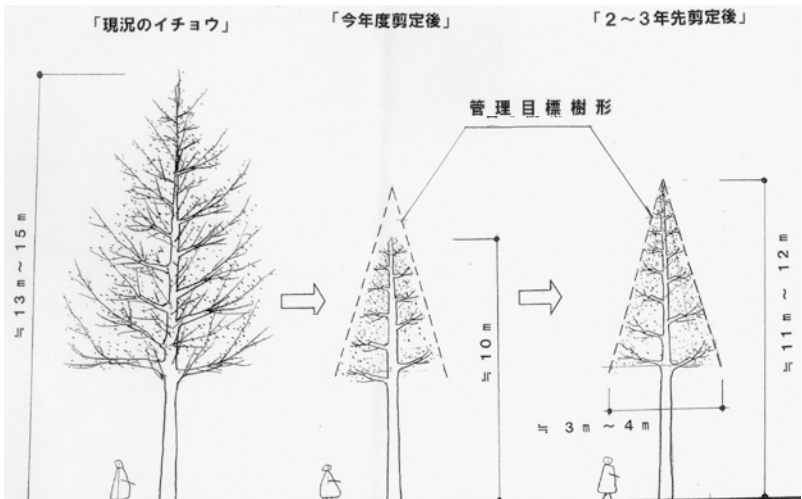 「現況のイチョウ」
「今年度剪定後」
「2～3年先剪定後」
管理目標樹形
≒13m～15m
≒10m
≒11m～12m
≒3m～4m